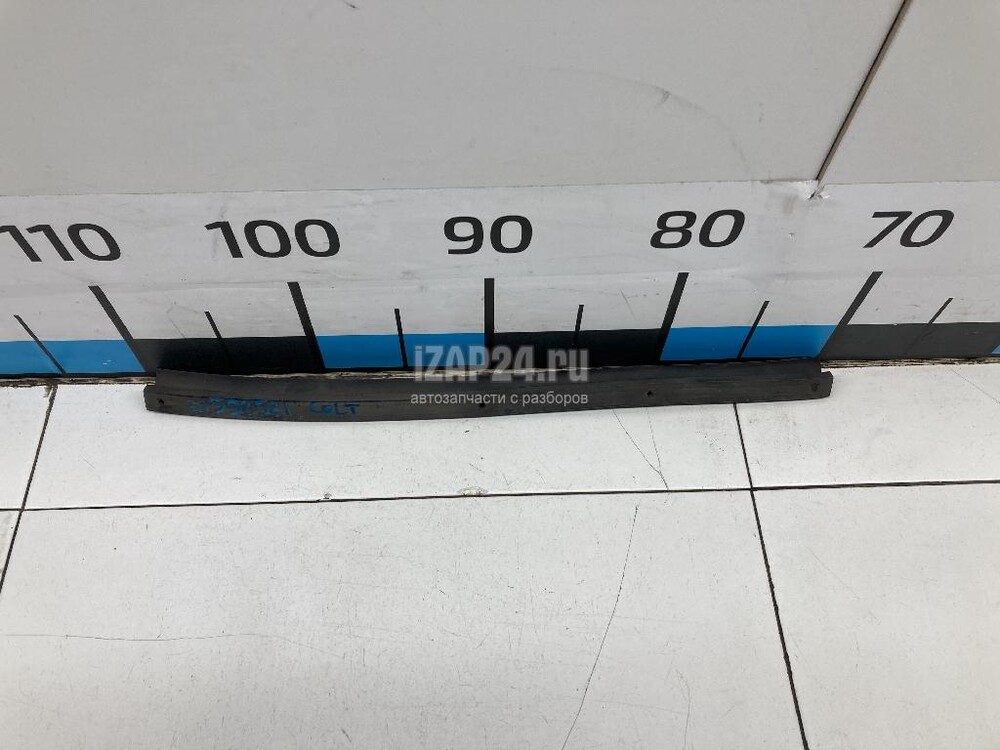 110 100 90 80 70
iZAP24.ru
автозапчасти с разборов
COLT